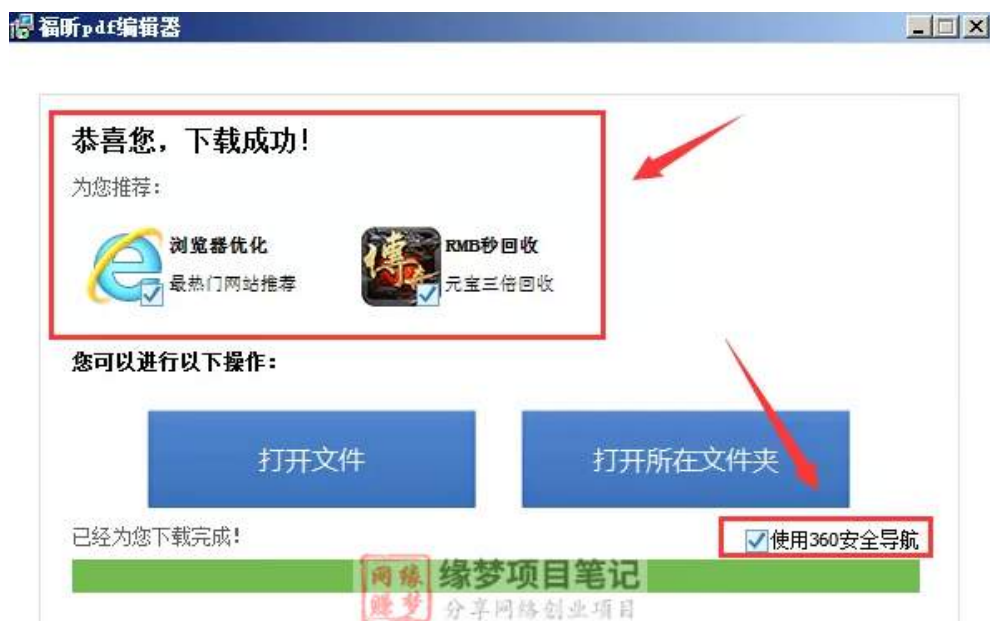 福昕pdf编辑器
恭喜您，下载成功！
为您推荐：
浏览器优化
最热门网站推荐
RMB秒回收
元宝三倍回收
您可以进行以下操作：
打开文件
打开所在文件夹
已经为您下载完成！
使用360安全导航
缘梦项目笔记
分享网络创业项目